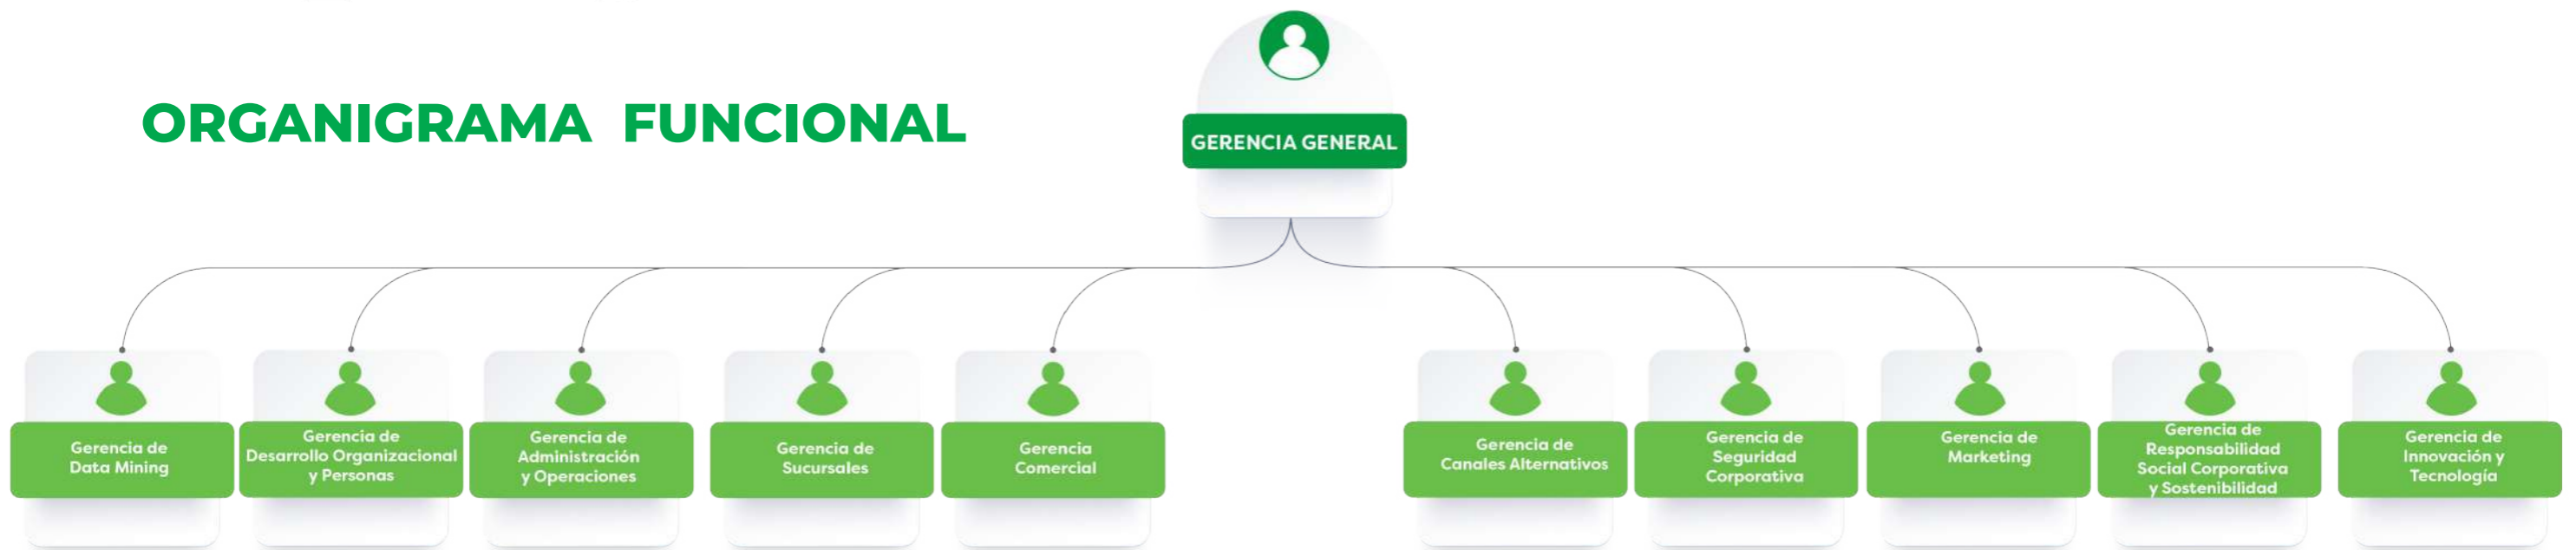 ORGANIGRAMA FUNCIONAL
GERENCIA GENERAL
Gerencia de
Data Mining
Gerencia de
Desarrollo Organizacional
y Personas
Gerencia de
Administración
y Operaciones
Gerencia de
Sucursales
Gerencia
Comercial
Gerencia de
Canales Alternativos
Gerencia de
Seguridad
Corporativa
Gerencia de
Marketing
Gerencia de
Responsabilidad
Social Corporativa
y Sostenibilidad
Gerencia de
Innovación y
Tecnología